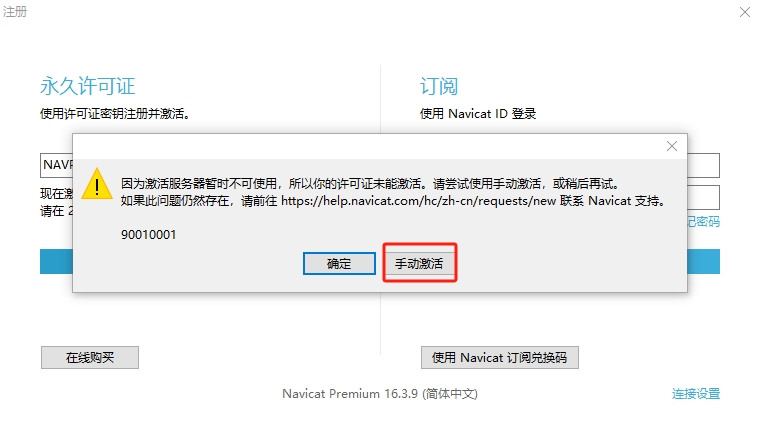 注册
永久许可证
使用许可证密钥注册并激活。
订阅
使用 Navicat ID 登录
因为激活服务器暂时不可使用，所以你的许可证未能激活。请尝试使用手动激活，或稍后再试。
如果此问题仍然存在，请前往 https://help.navicat.com/hc/zh-cn/requests/new 联系 Navicat 支持。
90010001
确定
手动激活
现在激
请在 2
密码
在线购买
使用 Navicat 订阅兑换码
Navicat Premium 16.3.9 (简体中文)
连接设置